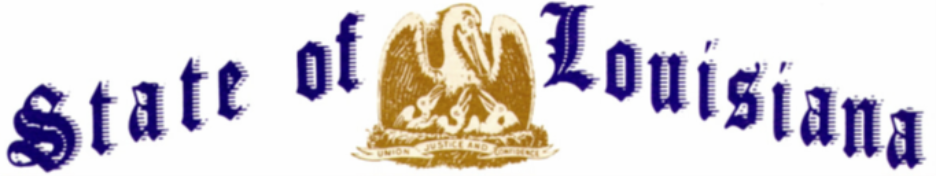 State of Louisiana
UNION JUSTICE AND CONFIDENCE